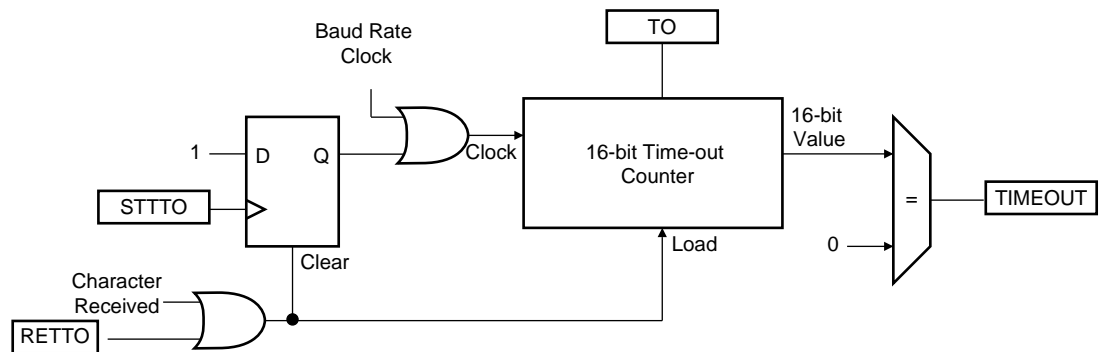 TO
Baud Rate
Clock
16-bit
Value
1
D
Q
Clock
16-bit Time-out
Counter
STTTO
=
TIMEOUT
Clear
Load
0
Character
Received
RETTO